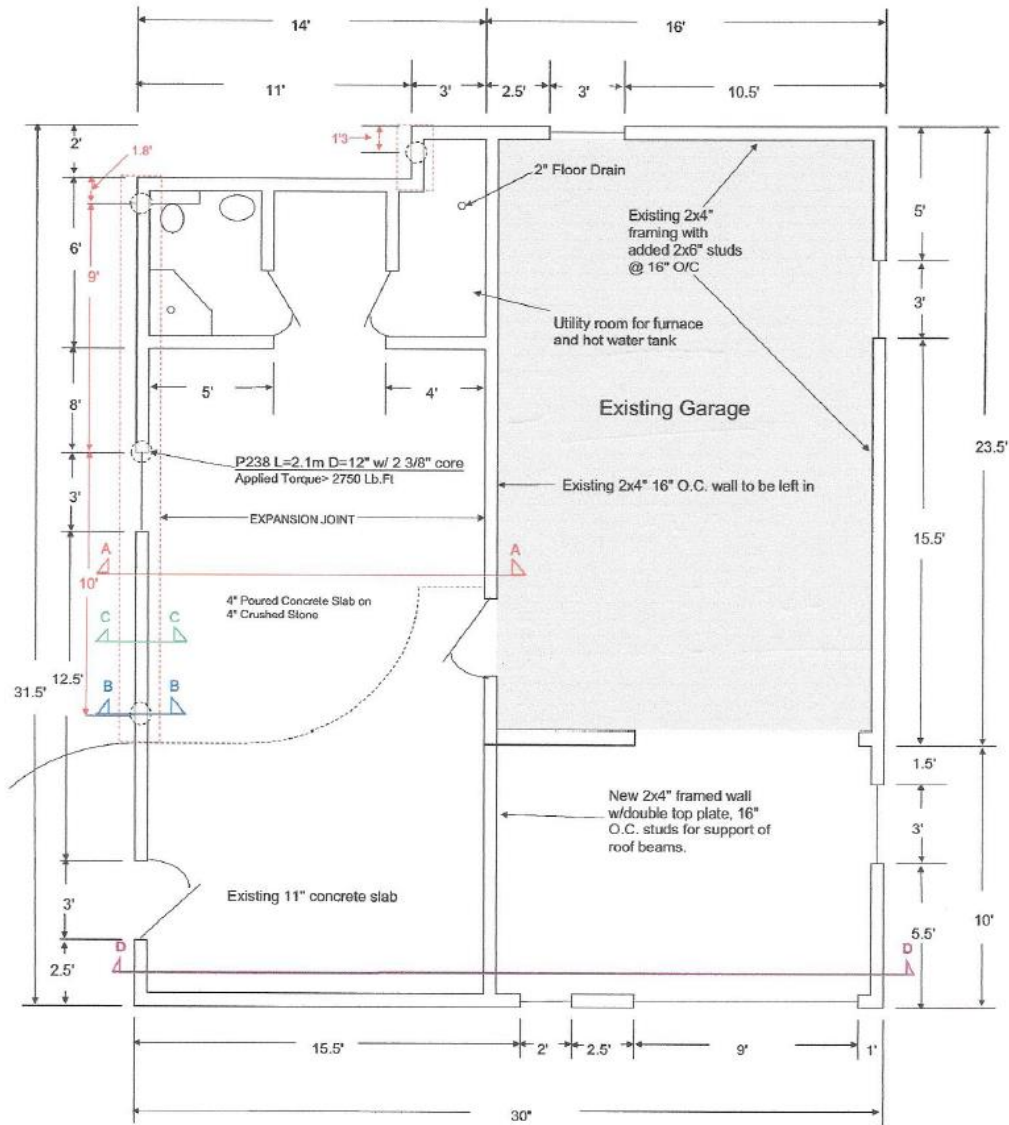 14'
16'
11'
3'
2.5'
3'
10.5'
2'
1.8'
1'3
2" Floor Drain
Existing 2x4"
framing with
added 2x6" studs
@ 16" O/C
5'
6'
9'
3'
Utility room for furnace
and hot water tank
5'
4'
8'
Existing Garage
23.5'
P238 L=2.1m D=12" w/ 2 3/8" core
Applied Torque> 2750 Lb.Ft
Existing 2x4" 16" O.C. wall to be left in
3'
EXPANSION JOINT
15.5'
A
A
10'
4" Poured Concrete Slab on
4" Crushed Stone
C
C
31.5'
12.5'
B
B
1.5'
New 2x4" framed wall
w/double top plate, 16"
O.C. studs for support of
roof beams.
3'
Existing 11" concrete slab
3'
10'
5.5'
D
D
2.5'
15.5'
2'
2.5'
9'
1'
30"